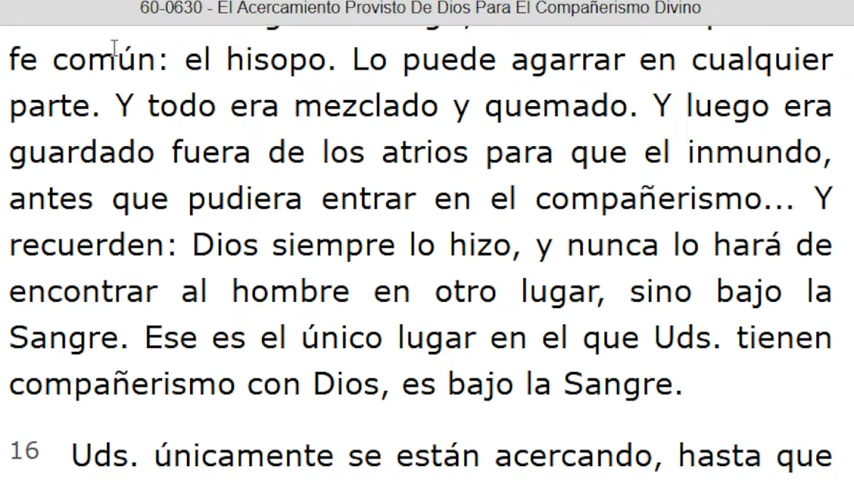 60-0630 - El Acercamiento Provisto De Dios Para El Compañerismo Divino
fe común: el hisopo. Lo puede agarrar en cualquier
parte. Y todo era mezclado y quemado. Y luego era
guardado fuera de los atrios para que el inmundo,
antes que pudiera entrar en el compañerismo... Y
recuerden: Dios siempre lo hizo, y nunca lo hará de
encontrar al hombre en otro lugar, sino bajo la
Sangre. Ese es el único lugar en el que Uds. tienen
compañerismo con Dios, es bajo la Sangre.
16 Uds. únicamente se están acercando, hasta que